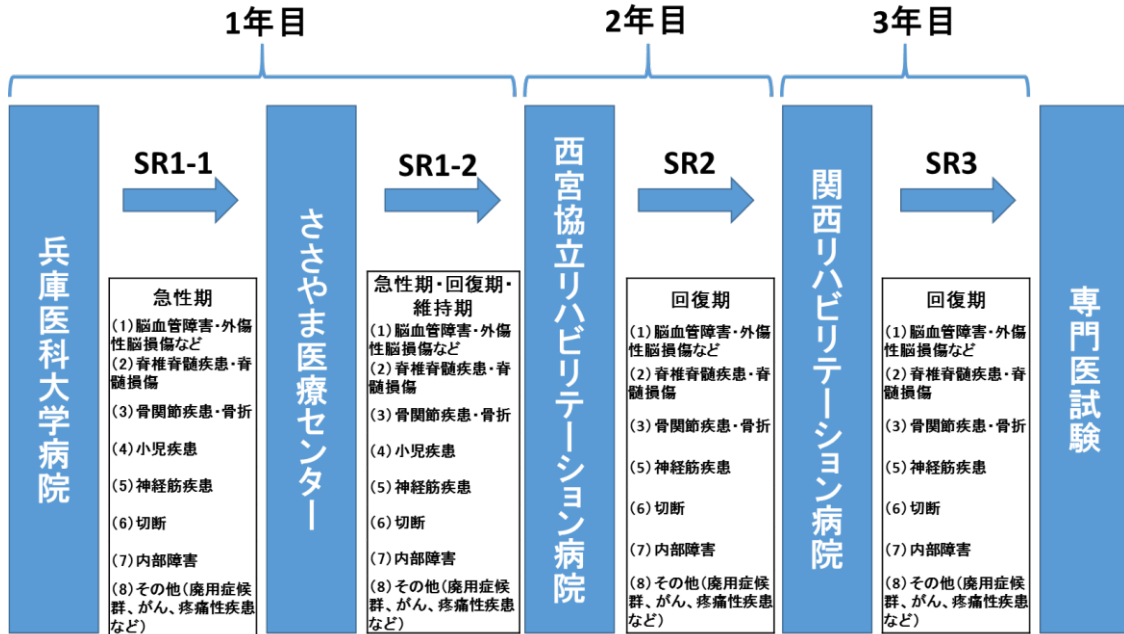 1年目
2年目
3年目
兵庫医科大学病院
SR1-1
急性期
(1)脳血管障害・外傷
性脳損傷など
(2)脊椎脊髄疾患・脊
髄損傷
(3)骨関節疾患・骨折
(4)小児疾患
(5)神経筋疾患
(6)切断
(7)内部障害
(8)その他(廃用症候
群、がん、疼痛性疾患
など)
ささやま医療センター
SR1-2
急性期・回復期・
維持期
(1)脳血管障害・外傷
性脳損傷など
(2)脊椎脊髄疾患・脊
髄損傷
(3)骨関節疾患・骨折
(4)小児疾患
(5)神経筋疾患
(6)切断
(7)内部障害
(8)その他(廃用症候
群、がん、疼痛性疾患
など)
西宮協立リハビリテーション病院
SR2
回復期
(1)脳血管障害・外傷
性脳損傷など
(2)脊椎脊髄疾患・脊
髄損傷
(3)骨関節疾患・骨折
(5)神経筋疾患
(6)切断
(7)内部障害
(8)その他(廃用症候
群、がん、疼痛性疾患
など)
関西リハビリテーション病院
SR3
回復期
(1)脳血管障害・外傷
性脳損傷など
(2)脊椎脊髄疾患・脊
髄損傷
(3)骨関節疾患・骨折
(5)神経筋疾患
(6)切断
(7)内部障害
(8)その他(廃用症候
群、がん、疼痛性疾患
など)
専門医試験